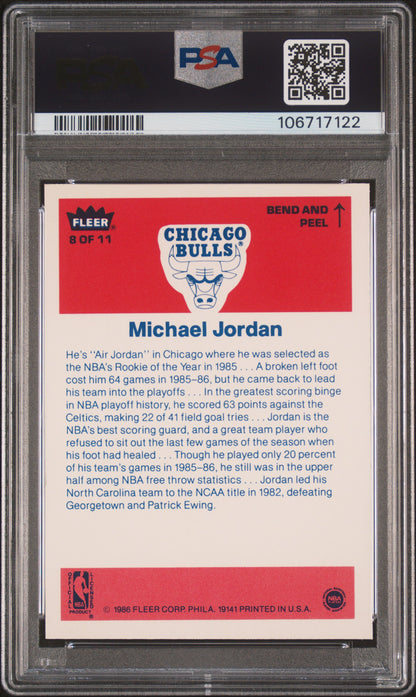 PSA
106717122
FLEER®
8 OF 11
BEND AND
PEEL
CHICAGO
BULLS®
Michael Jordan
He's "Air Jordan" in Chicago where he was selected as
the NBA's Rookie of the Year in 1985 . . . A broken left foot
cost him 64 games in 1985–86, but he came back to lead
his team into the playoffs . . . In the greatest scoring binge
in NBA playoff history, he scored 63 points against the
Celtics, making 22 of 41 field goal tries . . . Jordan is the
NBA's best scoring guard, and a great team player who
refused to sit out the last few games of the season when
his foot had healed . . . Though he played only 20 percent
of his team's games in 1985–86, he still was in the upper
half among NBA free throw statistics . . . Jordan led his
North Carolina team to the NCAA title in 1982, defeating
Georgetown and Patrick Ewing.
OFFICIAL LICENSED
NBA
PRODUCT
© 1986 FLEER CORP. PHILA. 19141 PRINTED IN U.S.A.
NBA